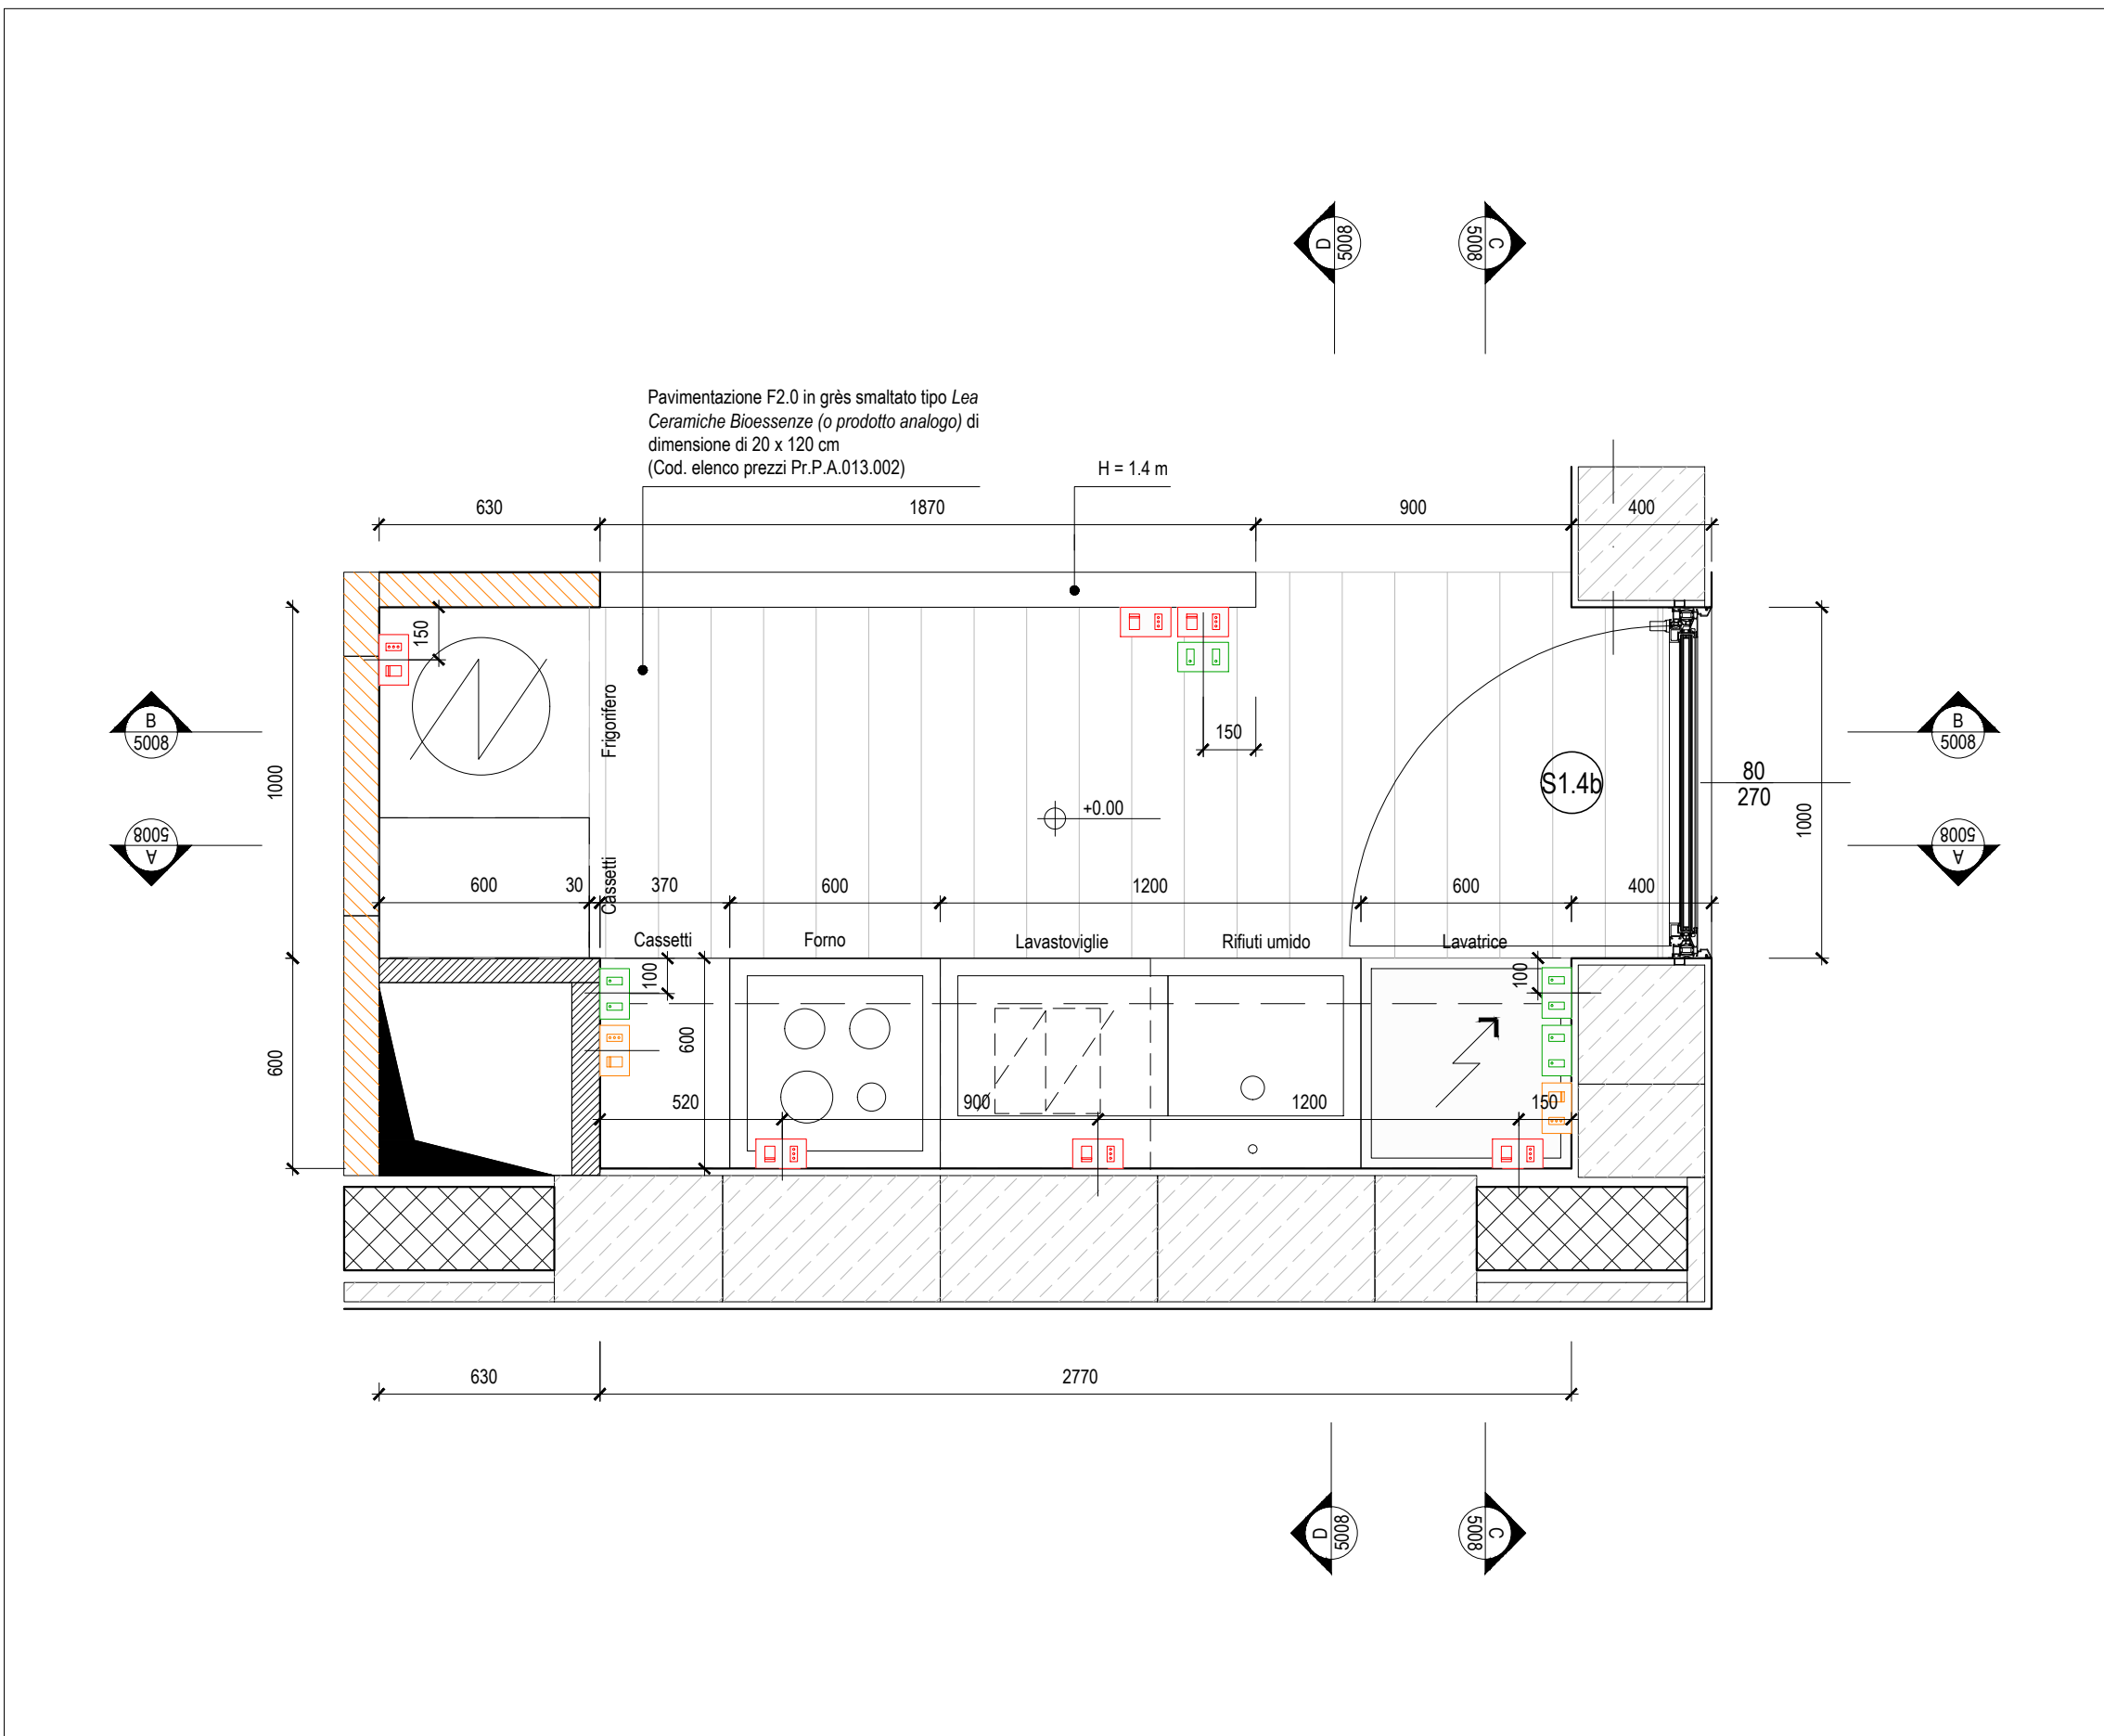 D
5008
C
5008
Pavimentazione F2.0 in grès smaltato tipo Lea
Ceramiche Bioessenze (o prodotto analogo) di
dimensione di 20 x 120 cm
(Cod. elenco prezzi Pr.P.A.013.002)
H = 1.4 m
630
1870
900
400
150
Frigorifero
150
B
5008
B
5008
1000
S1.4b
80
270
1000
+0.00
A
5008
A
5008
Cassetti
600
30
370
600
1200
600
400
Cassetti
Forno
Lavastoviglie
Rifiuti umido
Lavatrice
100
100
600
600
520
900
1200
150
630
2770
D
5008
C
5008